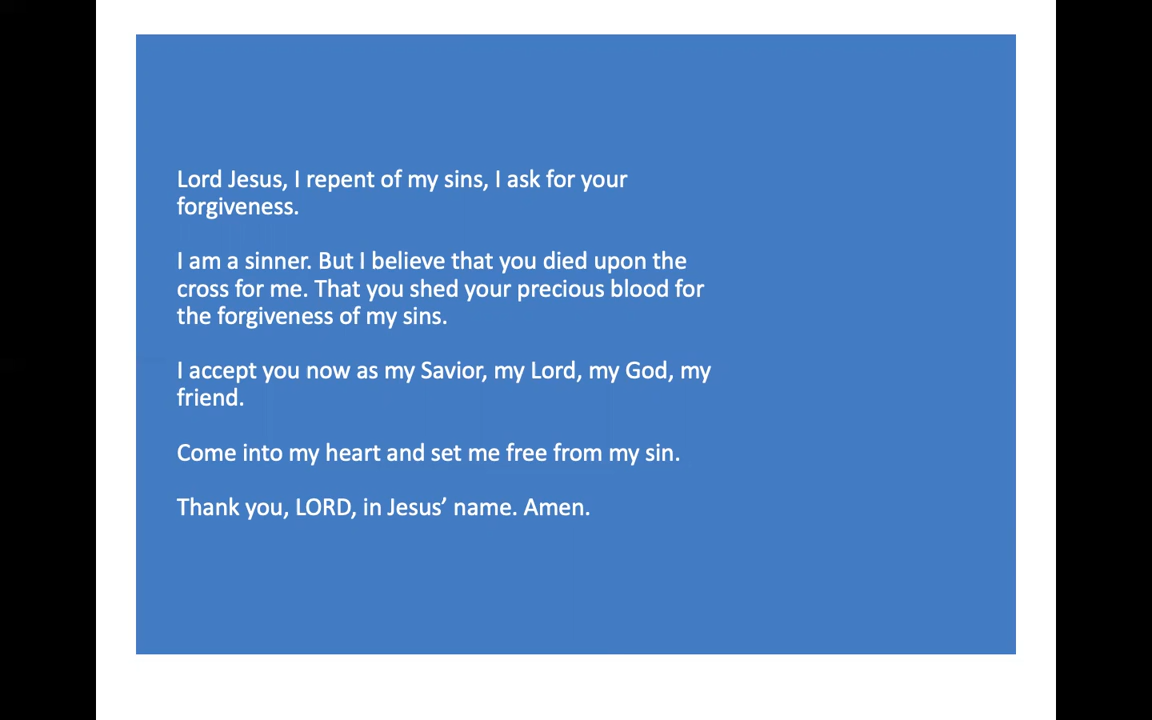 Lord Jesus, I repent of my sins, I ask for your
forgiveness.
I am a sinner. But I believe that you died upon the
cross for me. That you shed your precious blood for
the forgiveness of my sins.
I accept you now as my Savior, my Lord, my God, my
friend.
Come into my heart and set me free from my sin.
Thank you, LORD, in Jesus’ name. Amen.